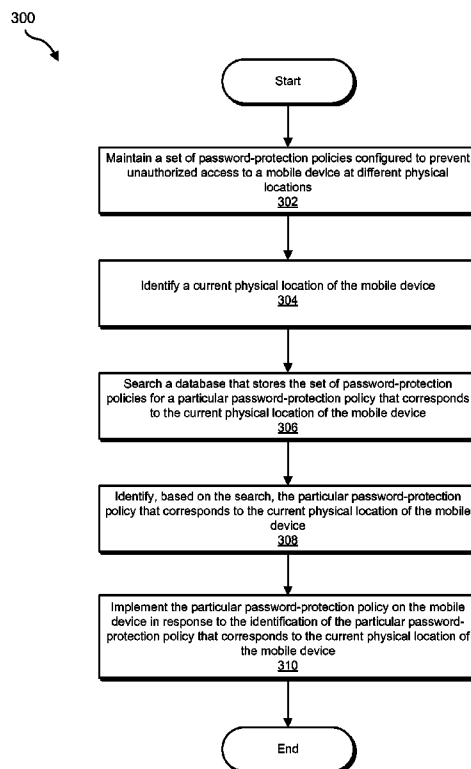 300
Start
Maintain a set of password-protection policies configured to prevent
unauthorized access to a mobile device at different physical
locations
302
Identify a current physical location of the mobile device
304
Search a database that stores the set of password-protection
policies for a particular password-protection policy that corresponds
to the current physical location of the mobile device
306
Identify, based on the search, the particular password-protection
policy that corresponds to the current physical location of the mobile
device
308
Implement the particular password-protection policy on the mobile
device in response to the identification of the particular password-
protection policy that corresponds to the current physical location of
the mobile device
310
End